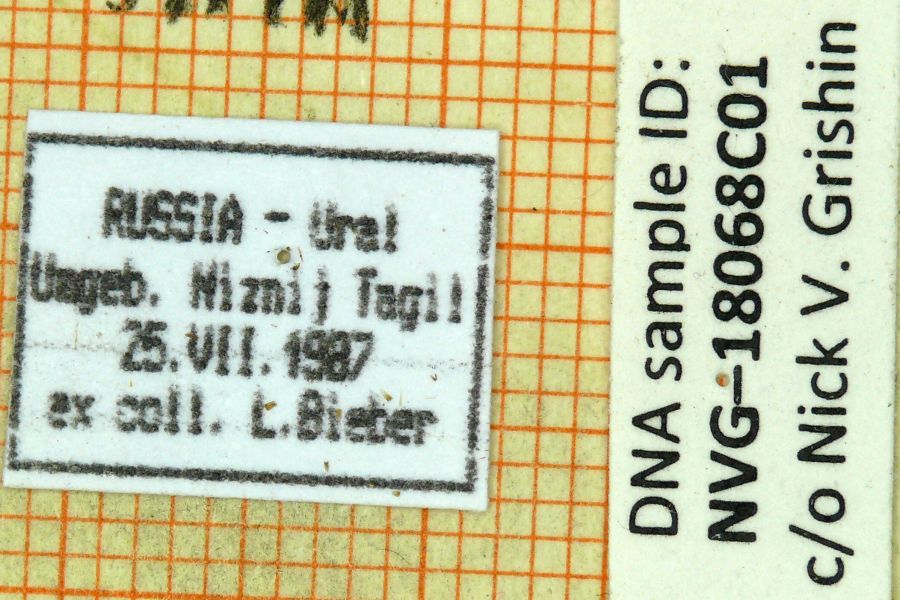 RUSSIA - Ural
Umgeb. Niznij Tagil
25.VII.1987
ex coll. L.Bieber
DNA sample ID:
NVG-18068C01
c/o Nick V. Grishin